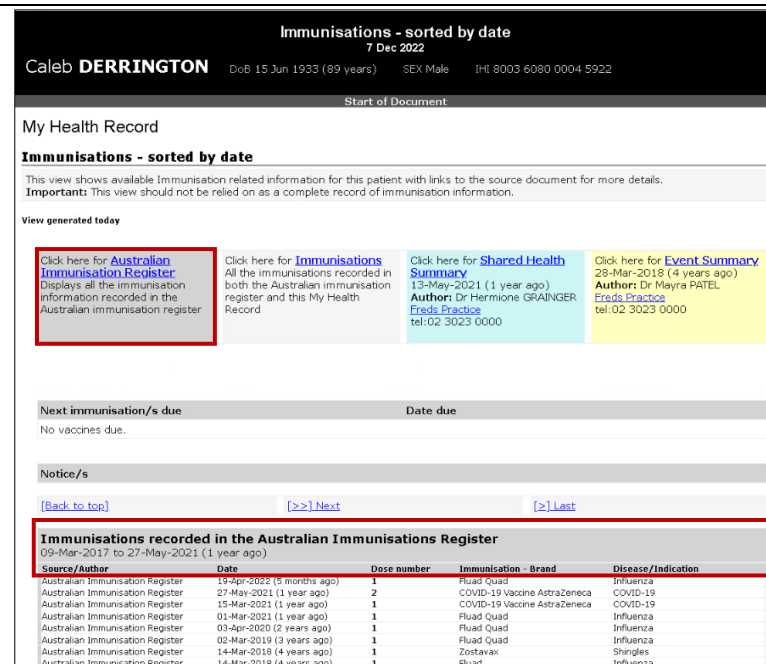 Immunisations - sorted by date
7 Dec 2022
Caleb DERRINGTON DoB 15 Jun 1933 (89 years) SEX Male IHI 8003 6080 0004 5922
Start of Document
My Health Record
Immunisations - sorted by date
This view shows available Immunisation related information for this patient with links to the source document for more details.
Important: This view should not be relied on as a complete record of immunisation information.
View generated today
Click here for Australian
Immunisation Register
Displays all the immunisation
information recorded in the
Australian immunisation register
Click here for Immunisations
All the immunisations recorded in
both the Australian immunisation
register and this My Health
Record
Click here for Shared Health
Summary
13-May-2021 (1 year ago)
Author: Dr Hermione GRAINGER
Freds Practice
tel:02 3023 0000
Click here for Event Summary
28-Mar-2018 (4 years ago)
Author: Dr Mayra PATEL
Freds Practice
tel:02 3023 0000
Next immunisation/s due Date due
No vaccines due.
Notice/s
[Back to top] [>>] Next [>] Last
Immunisations recorded in the Australian Immunisations Register
09-Mar-2017 to 27-May-2021 (1 year ago)
Source/Author Date Dose number Immunisation - Brand Disease/Indication
Australian Immunisation Register 19-Apr-2022 (5 months ago) 1 Fluad Quad Influenza
Australian Immunisation Register 27-May-2021 (1 year ago) 2 COVID-19 Vaccine AstraZeneca COVID-19
Australian Immunisation Register 15-Mar-2021 (1 year ago) 1 COVID-19 Vaccine AstraZeneca COVID-19
Australian Immunisation Register 01-Mar-2021 (1 year ago) 1 Fluad Quad Influenza
Australian Immunisation Register 03-Apr-2020 (2 years ago) 1 Fluad Quad Influenza
Australian Immunisation Register 02-Mar-2019 (3 years ago) 1 Fluad Quad Influenza
Australian Immunisation Register 14-Mar-2018 (4 years ago) 1 Zostavax Shingles
Australian Immunisation Register 14-Mar-2018 (4 years ago) 1 Fluad Influenza